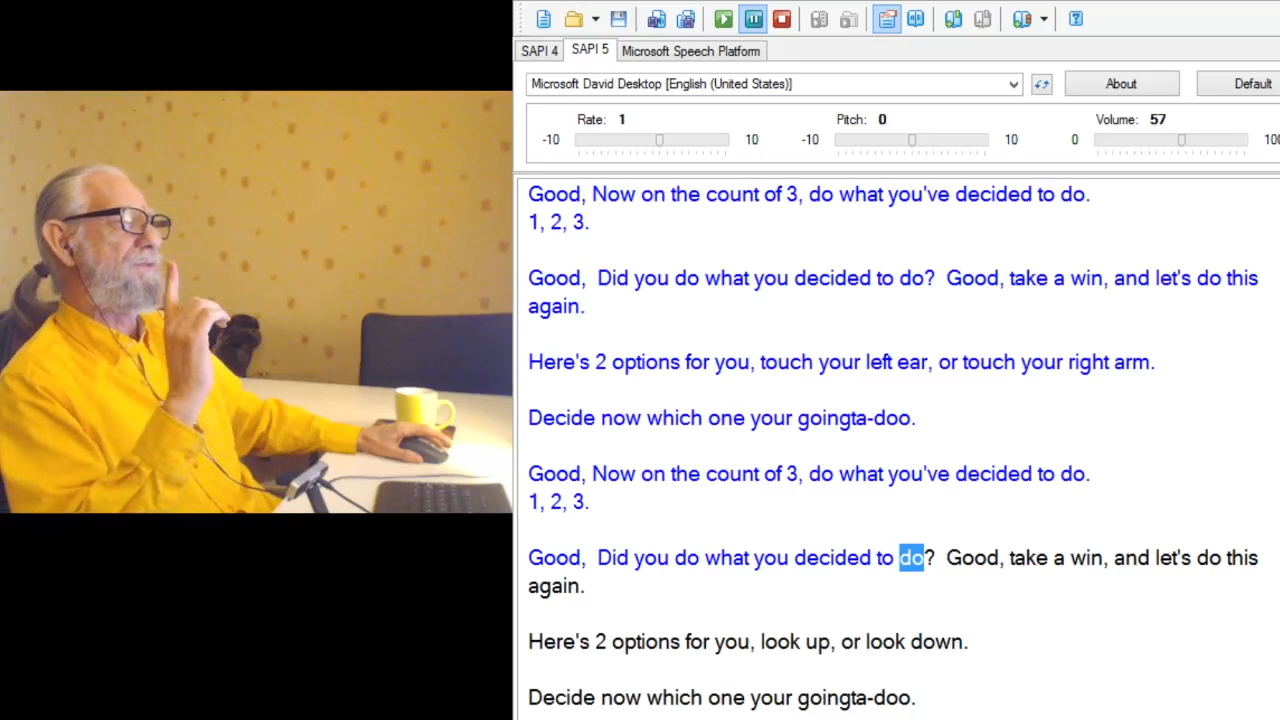 SAPI 4 SAPI 5 Microsoft Speech Platform
Microsoft David Desktop [English (United States)] About Default
Rate: 1 Pitch: 0 Volume: 57
-10 10 -10 10 0 100
Good, Now on the count of 3, do what you've decided to do.
1, 2, 3.
Good,  Did you do what you decided to do?  Good, take a win, and let's do this
again.
Here's 2 options for you, touch your left ear, or touch your right arm.
Decide now which one your goingta-doo.
Good, Now on the count of 3, do what you've decided to do.
1, 2, 3.
Good,  Did you do what you decided to do?  Good, take a win, and let's do this
again.
Here's 2 options for you, look up, or look down.
Decide now which one your goingta-doo.